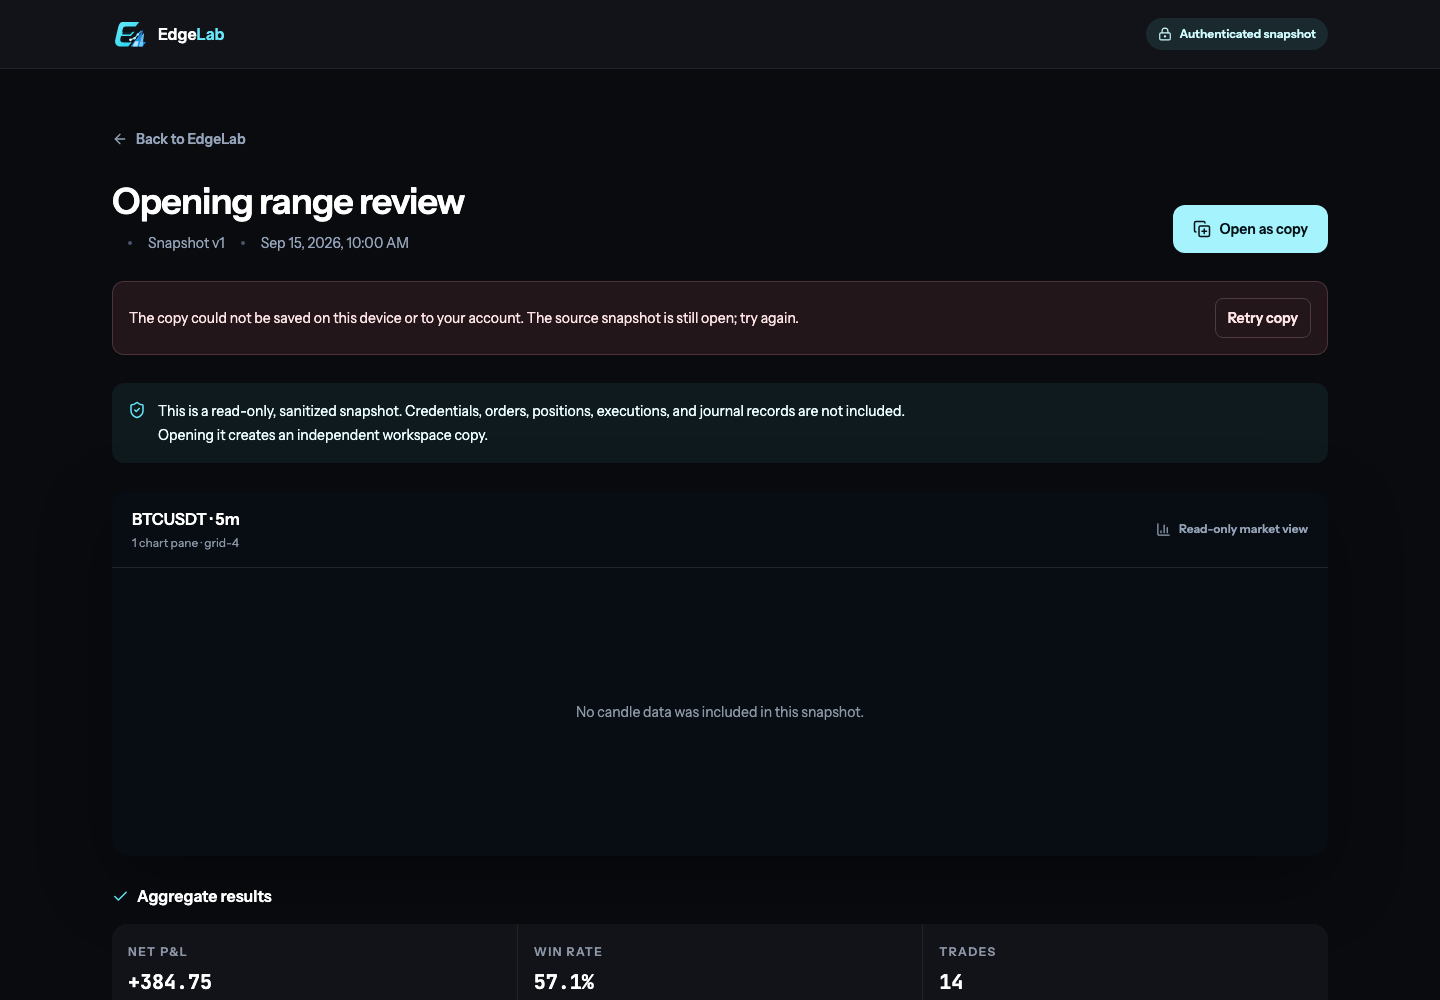 EdgeLab
Authenticated snapshot
Back to EdgeLab
Opening range review
• Snapshot v1 • Sep 15, 2026, 10:00 AM
Open as copy
The copy could not be saved on this device or to your account. The source snapshot is still open; try again.
Retry copy
This is a read-only, sanitized snapshot. Credentials, orders, positions, executions, and journal records are not included.
Opening it creates an independent workspace copy.
BTCUSDT · 5m
1 chart pane · grid-4
Read-only market view
No candle data was included in this snapshot.
Aggregate results
NET P&L
+384.75
WIN RATE
57.1%
TRADES
14